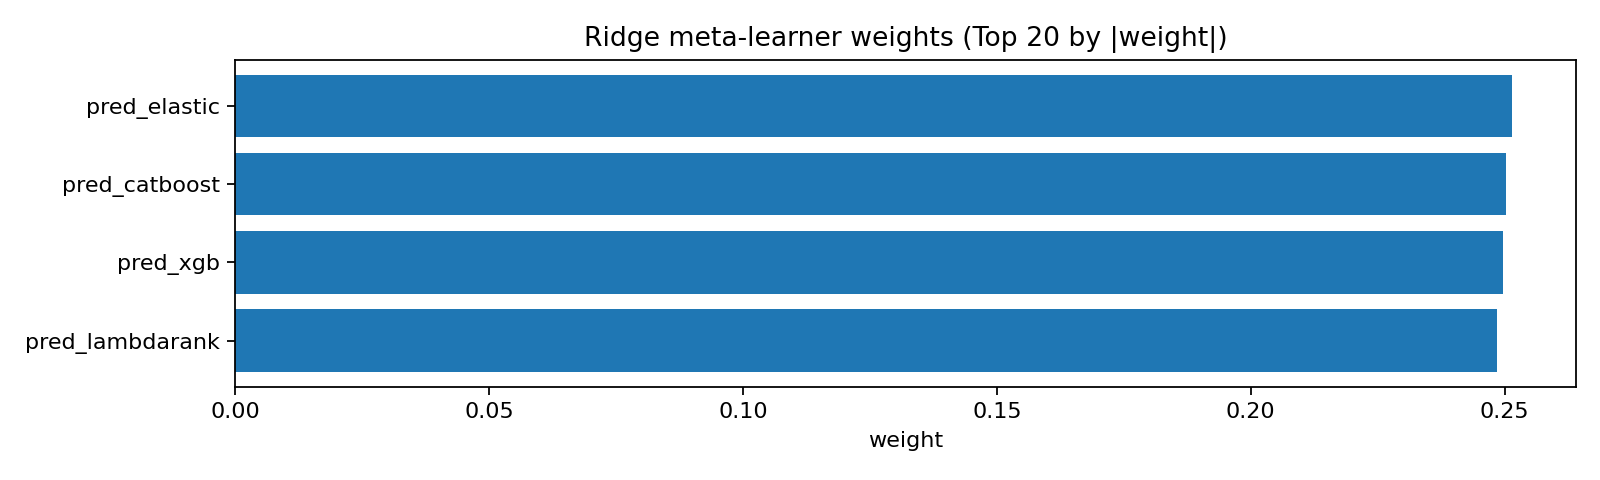 Ridge meta-learner weights (Top 20 by |weight|)
pred_elastic
pred_catboost
pred_xgb
pred_lambdarank
0.00 0.05 0.10 0.15 0.20 0.25
weight